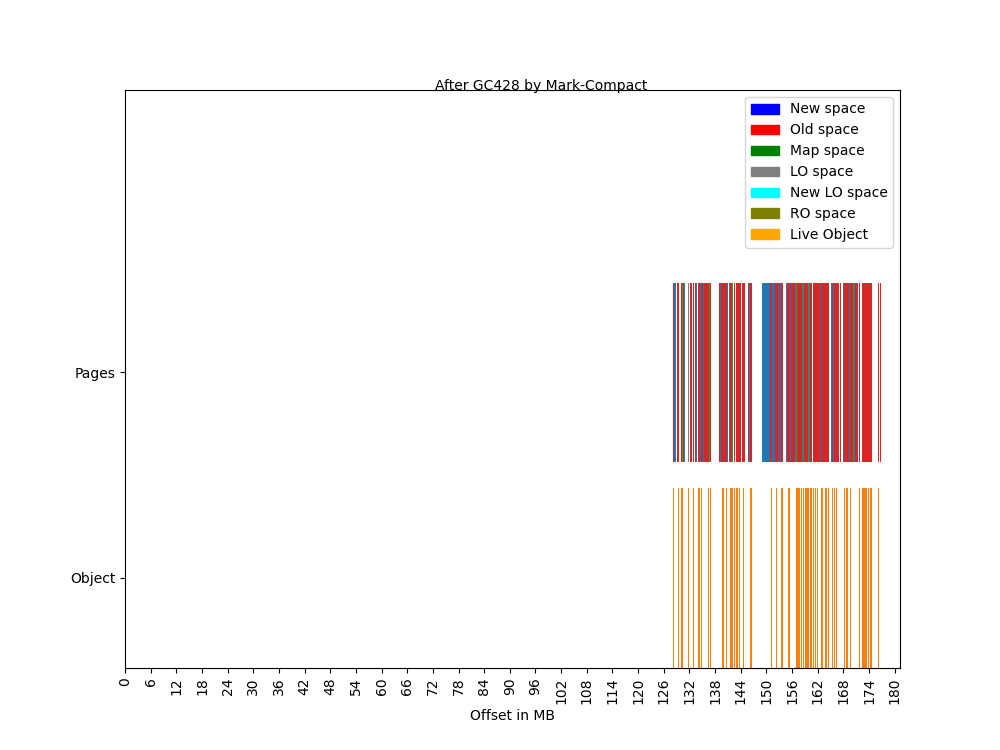 After GC428 by Mark-Compact
New space
Old space
Map space
LO space
New LO space
RO space
Live Object
Pages
Object
0 6 12 18 24 30 36 42 48 54 60 66 72 78 84 90 96 102 108 114 120 126 132 138 144 150 156 162 168 174 180
Offset in MB